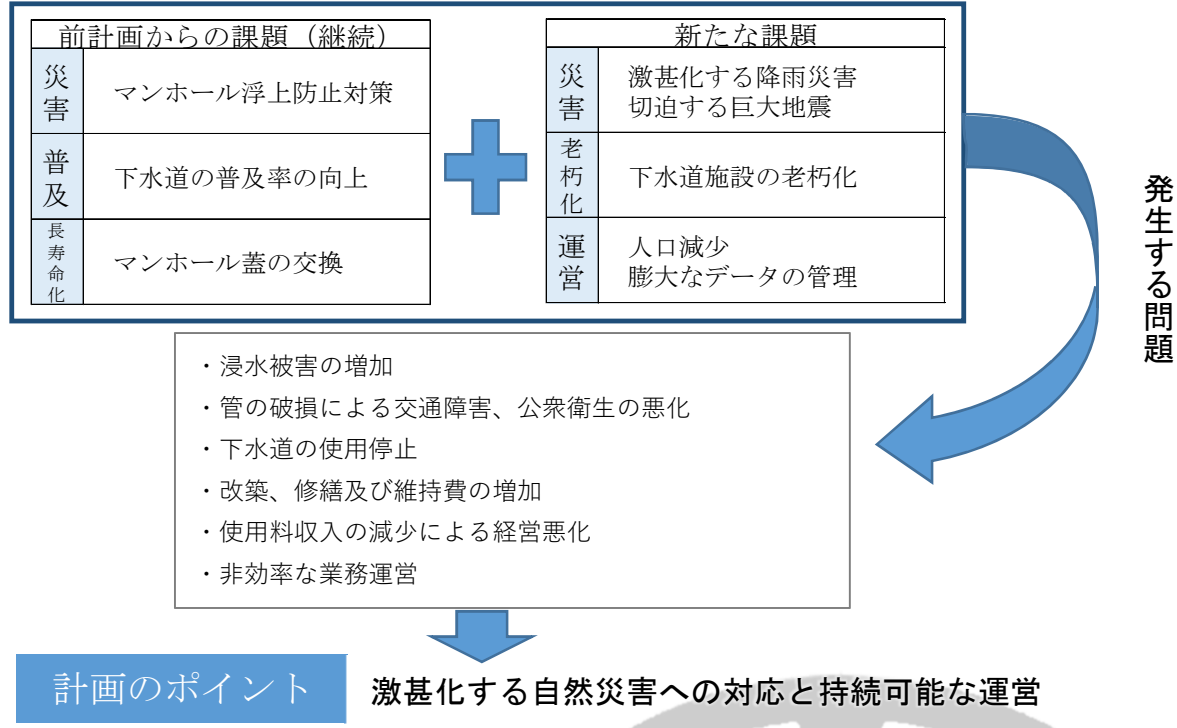 前計画からの課題（継続）
災害
マンホール浮上防止対策
普及
下水道の普及率の向上
長寿命化
マンホール蓋の交換
新たな課題
災害
激甚化する降雨災害
切迫する巨大地震
老朽化
下水道施設の老朽化
運営
人口減少
膨大なデータの管理
発生する問題
・浸水被害の増加
・管の破損による交通障害、公衆衛生の悪化
・下水道の使用停止
・改築、修繕及び維持費の増加
・使用料収入の減少による経営悪化
・非効率な業務運営
計画のポイント
激甚化する自然災害への対応と持続可能な運営